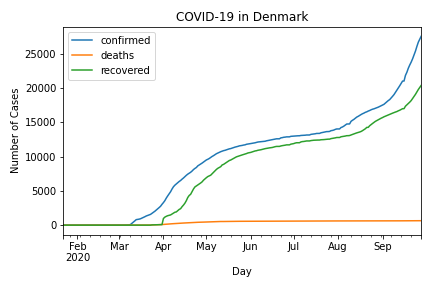 COVID-19 in Denmark
confirmed
deaths
recovered
Number of Cases
25000
20000
15000
10000
5000
0
Feb Mar Apr May Jun Jul Aug Sep
2020
Day